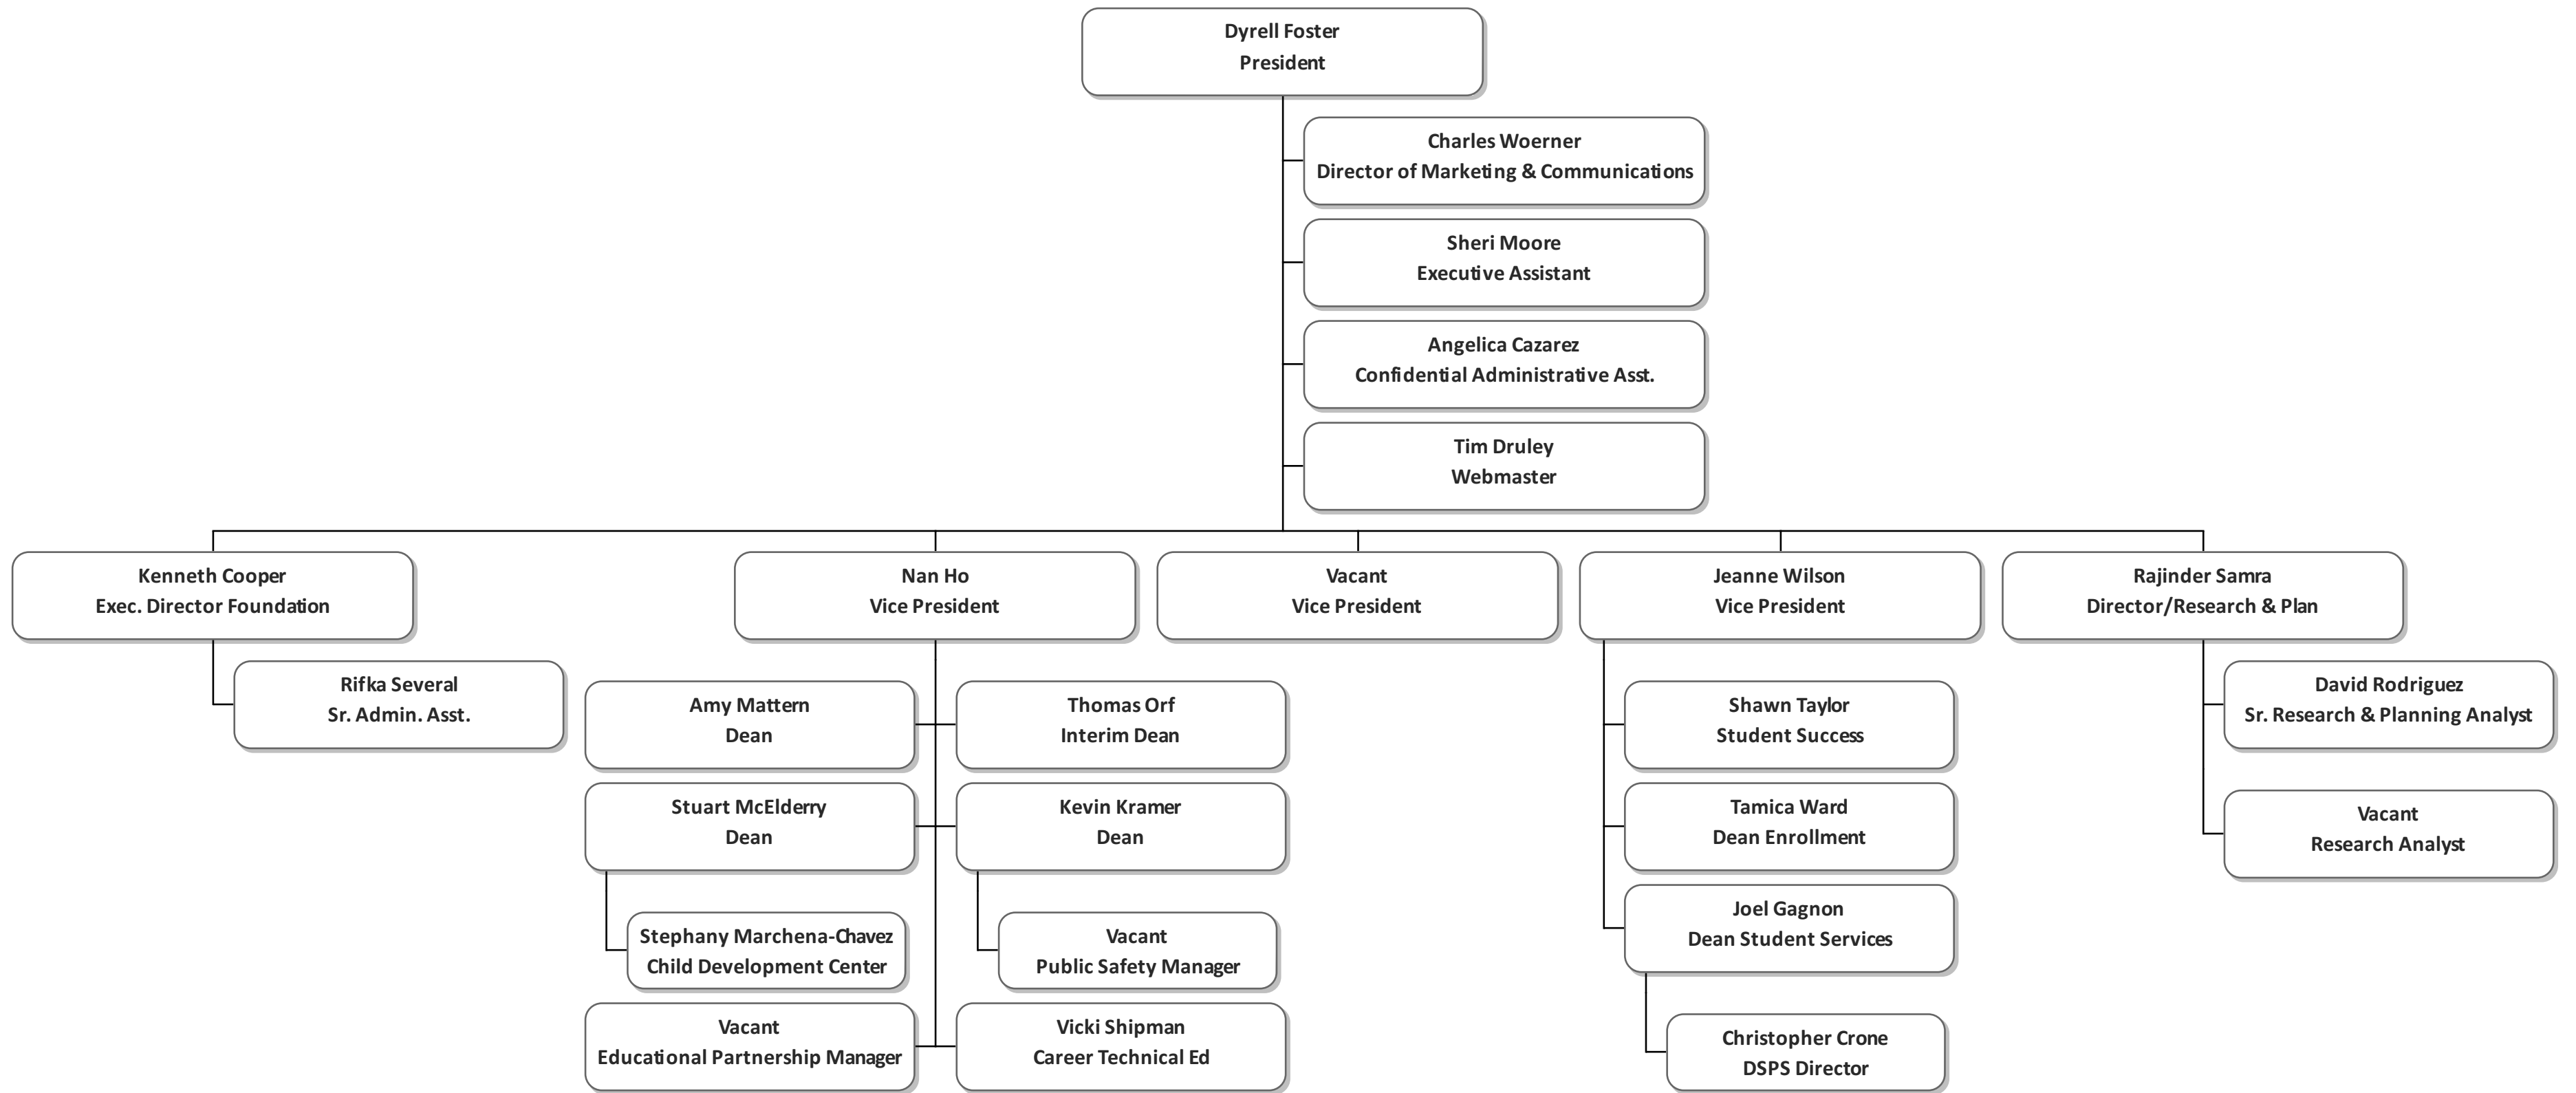 Dyrell Foster
President
Charles Woerner
Director of Marketing & Communications
Sheri Moore
Executive Assistant
Angelica Cazarez
Confidential Administrative Asst.
Tim Druley
Webmaster
Kenneth Cooper
Exec. Director Foundation
Nan Ho
Vice President
Vacant
Vice President
Jeanne Wilson
Vice President
Rajinder Samra
Director/Research & Plan
Rifka Several
Sr. Admin. Asst.
Amy Mattern
Dean
Thomas Orf
Interim Dean
Stuart McElderry
Dean
Kevin Kramer
Dean
Stephany Marchena-Chavez
Child Development Center
Vacant
Public Safety Manager
Vacant
Educational Partnership Manager
Vicki Shipman
Career Technical Ed
Shawn Taylor
Student Success
Tamica Ward
Dean Enrollment
Joel Gagnon
Dean Student Services
Christopher Crone
DSPS Director
David Rodriguez
Sr. Research & Planning Analyst
Vacant
Research Analyst